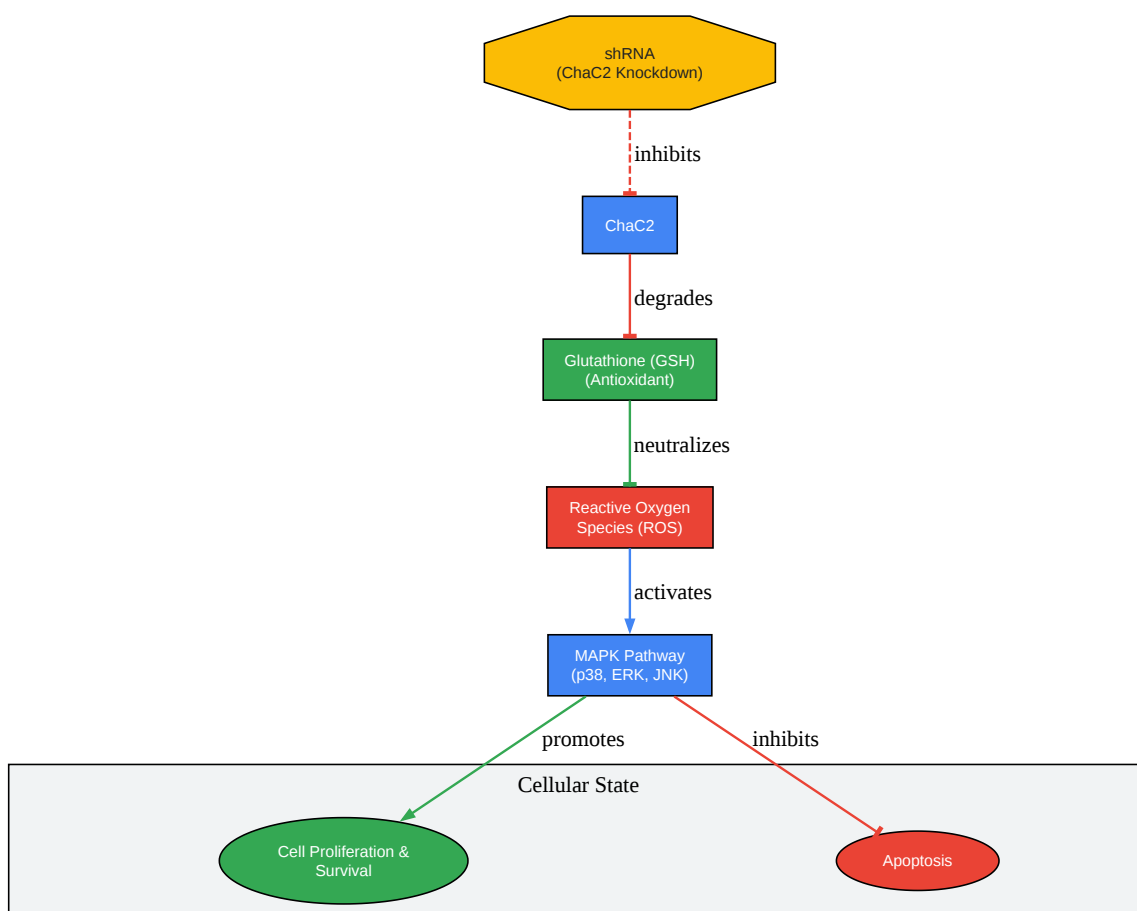 shRNA
(ChaC2 Knockdown)
inhibits
ChaC2
degrades
Glutathione (GSH)
(Antioxidant)
neutralizes
Reactive Oxygen
Species (ROS)
activates
MAPK Pathway
(p38, ERK, JNK)
promotes
inhibits
Cellular State
Cell Proliferation &
Survival
Apoptosis